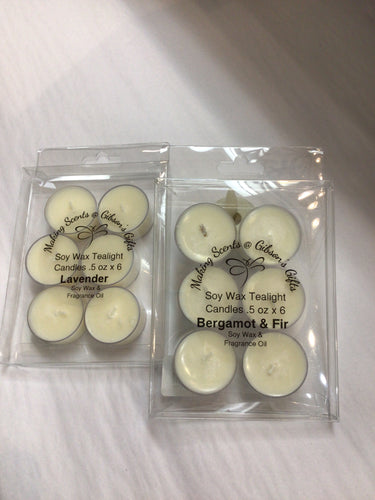 Making Scents @ Gibson's Gifts
Soy Wax Tealight
Candles .5 oz x 6
Lavender
Soy Wax &
Fragrance Oil
Making Scents @ Gibson's Gifts
Soy Wax Tealight
Candles .5 oz x 6
Bergamot & Fir
Soy Wax &
Fragrance Oil